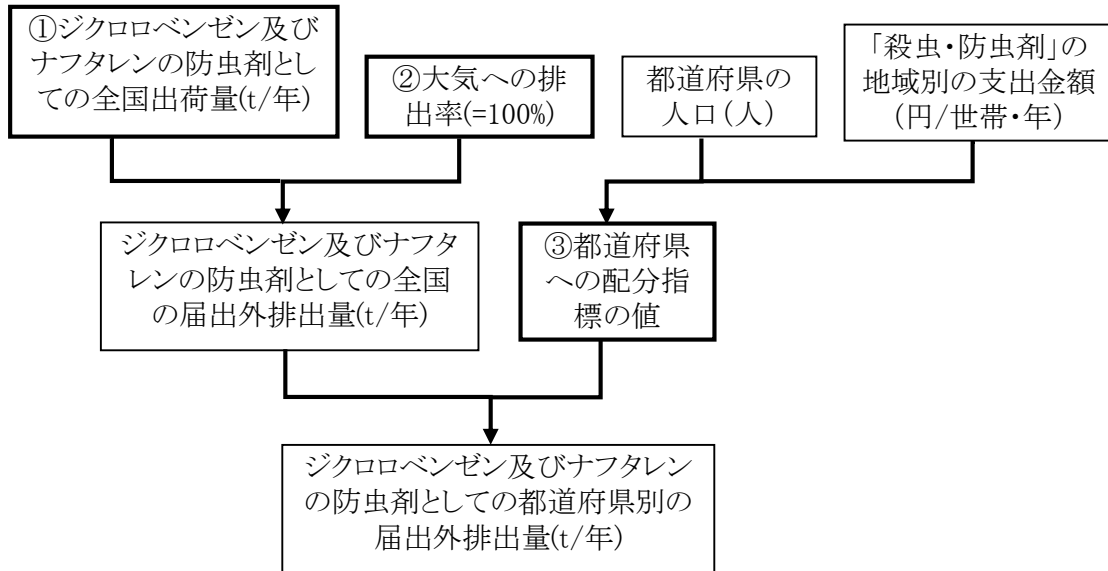 ①ジクロロベンゼン及び
ナフタレンの防虫剤とし
ての全国出荷量(t/年)
②大気への排
出率(=100%)
都道府県の
人口(人)
「殺虫・防虫剤」の
地域別の支出金額
(円/世帯・年)
ジクロロベンゼン及びナフタ
レンの防虫剤としての全国
の届出外排出量(t/年)
③都道府県
への配分指
標の値
ジクロロベンゼン及びナフタレン
の防虫剤としての都道府県別の
届出外排出量(t/年)